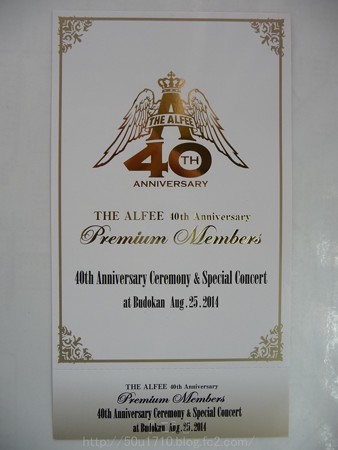 A
THE ALFEE
40TH
ANNIVERSARY
THE ALFEE 40th Anniversary
Premium Members
40th Anniversary Ceremony & Special Concert
at Budokan Aug.25.2014
THE ALFEE 40th Anniversary
Premium Members
40th Anniversary Ceremony & Special Concert
at Budokan Aug.25.2014
http://50u1710.blog.fc2.com/